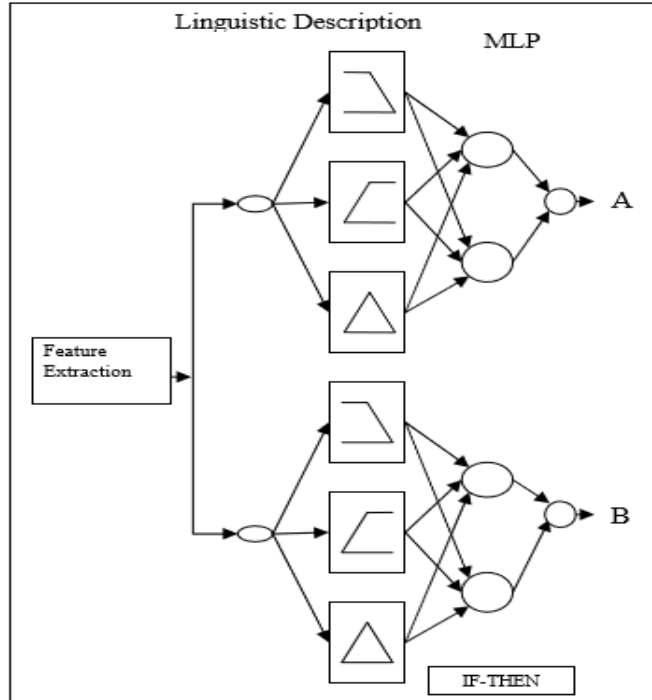 Linguistic Description
MLP
A
Feature
Extraction
B
IF-THEN